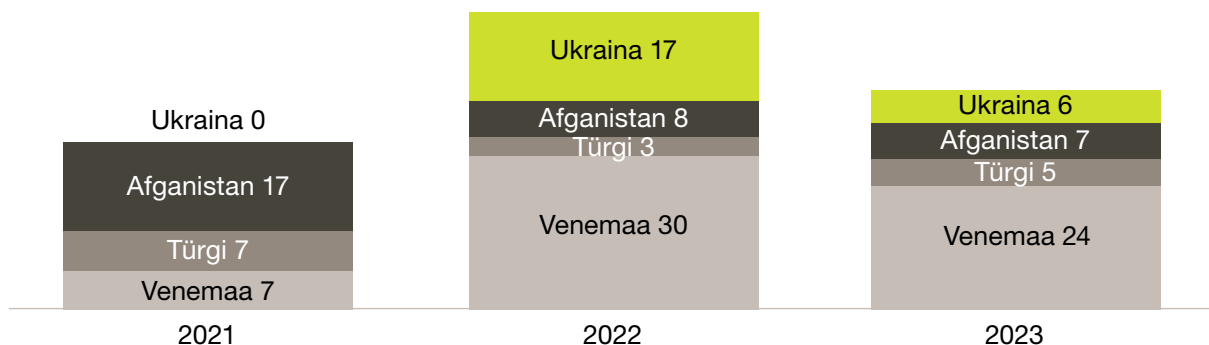 Ukraina 0
Afganistan 17
Türgi 7
Venemaa 7
2021
Ukraina 17
Afganistan 8
Türgi 3
Venemaa 30
2022
Ukraina 6
Afganistan 7
Türgi 5
Venemaa 24
2023